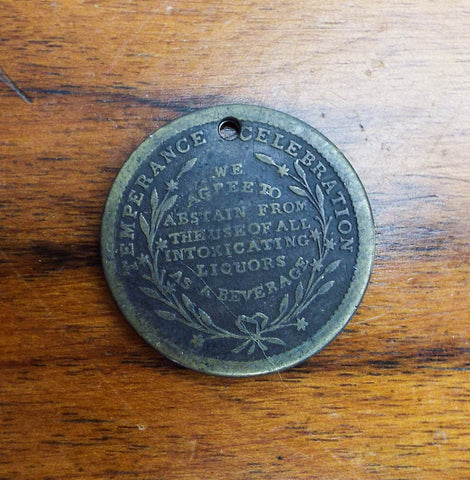 TEMPERANCE CELEBRATION
WE
AGREE TO
ABSTAIN FROM
THE USE OF ALL
INTOXICATING
LIQUORS
AS A BEVERAGE